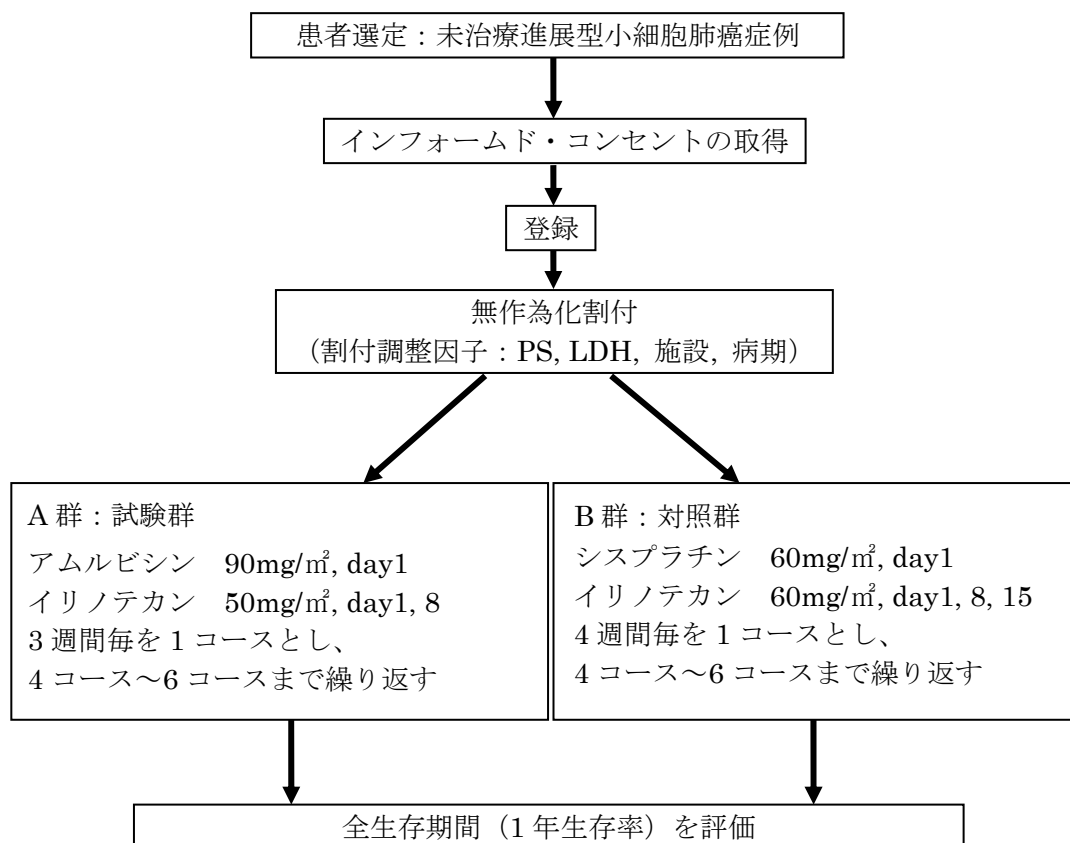 患者選定：未治療進展型小細胞肺癌症例
インフォームド・コンセントの取得
登録
無作為化割付
（割付調整因子：PS, LDH, 施設, 病期）
A 群：試験群
アムルビシン　90mg/㎡, day1
イリノテカン　50mg/㎡, day1, 8
3 週間毎を 1 コースとし、
4 コース～6 コースまで繰り返す
B 群：対照群
シスプラチン　60mg/㎡, day1
イリノテカン　60mg/㎡, day1, 8, 15
4 週間毎を 1 コースとし、
4 コース～6 コースまで繰り返す
全生存期間（1 年生存率）を評価